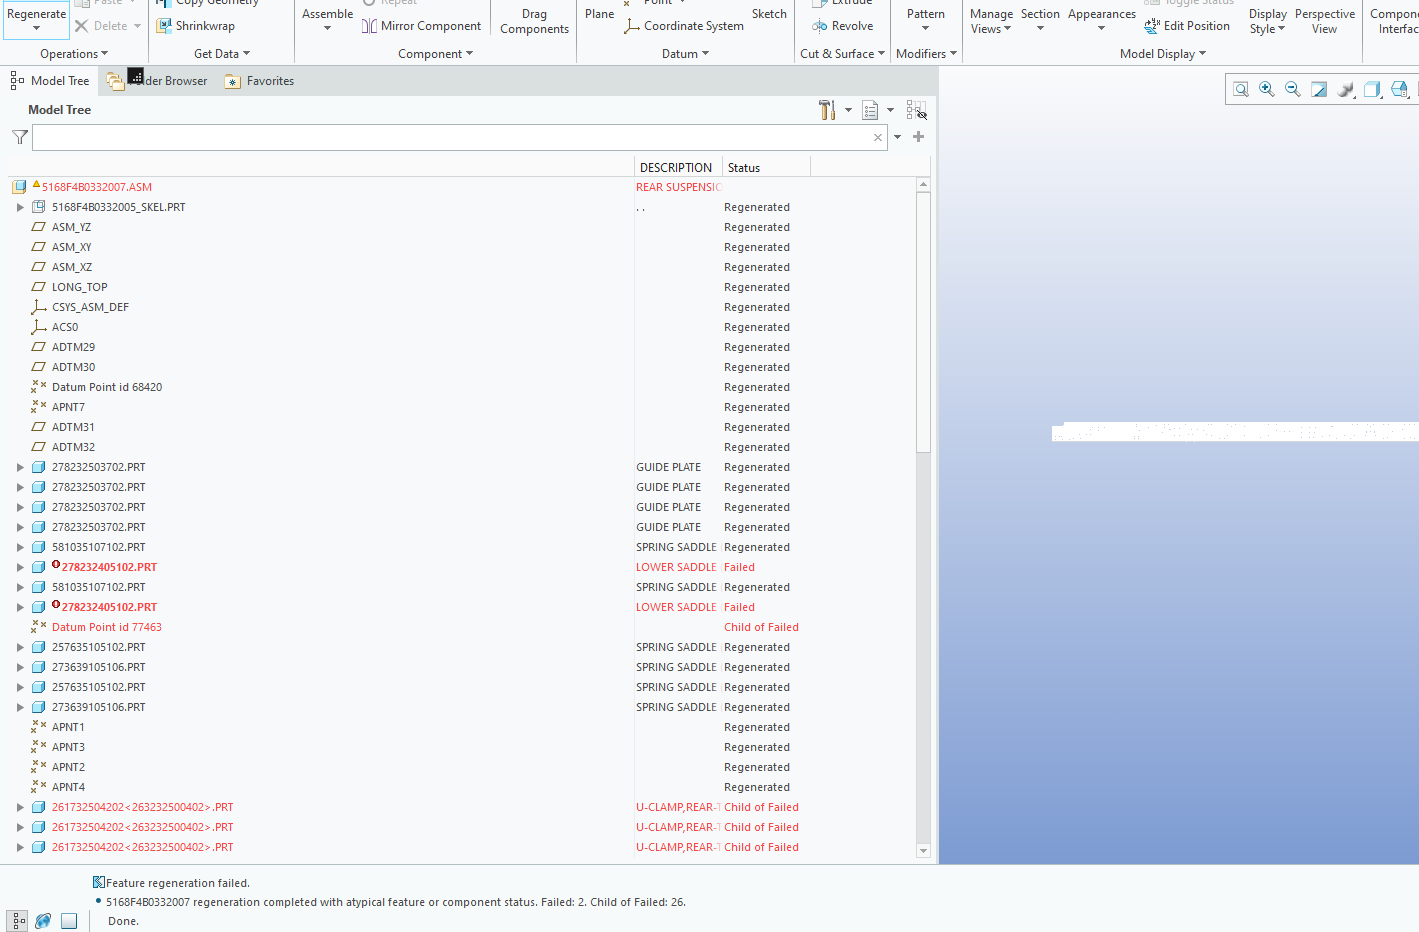 Regenerate
Paste
Copy Geometry
Assemble
Repeat
Plane
Point
Sketch
Extrude
Pattern
Manage Views
Section
Appearances
Toggle Status
Display Style
Perspective View
Delete
Shrinkwrap
Mirror Component
Drag Components
Coordinate System
Revolve
Edit Position
Operations
Get Data
Component
Datum
Cut & Surface
Modifiers
Model Display
Model Tree
Favorites
Browser
Model Tree
DESCRIPTION Status
5168F4B0332007.ASM REAR SUSPENSIO
5168F4B0332005_SKEL.PRT . . Regenerated
ASM_YZ Regenerated
ASM_XY Regenerated
ASM_XZ Regenerated
LONG_TOP Regenerated
CSYS_ASM_DEF Regenerated
ACS0 Regenerated
ADTM29 Regenerated
ADTM30 Regenerated
Datum Point id 68420 Regenerated
APNT7 Regenerated
ADTM31 Regenerated
ADTM32 Regenerated
278232503702.PRT GUIDE PLATE Regenerated
278232503702.PRT GUIDE PLATE Regenerated
278232503702.PRT GUIDE PLATE Regenerated
278232503702.PRT GUIDE PLATE Regenerated
581035107102.PRT SPRING SADDLE Regenerated
278232405102.PRT LOWER SADDLE Failed
581035107102.PRT SPRING SADDLE Regenerated
278232405102.PRT LOWER SADDLE Failed
Datum Point id 77463 Child of Failed
257635105102.PRT SPRING SADDLE Regenerated
273639105106.PRT SPRING SADDLE Regenerated
257635105102.PRT SPRING SADDLE Regenerated
273639105106.PRT SPRING SADDLE Regenerated
APNT1 Regenerated
APNT3 Regenerated
APNT2 Regenerated
APNT4 Regenerated
261732504202<263232500402>.PRT U-CLAMP,REAR-T Child of Failed
261732504202<263232500402>.PRT U-CLAMP,REAR-T Child of Failed
261732504202<263232500402>.PRT U-CLAMP,REAR-T Child of Failed
Feature regeneration failed.
5168F4B0332007 regeneration completed with atypical feature or component status. Failed: 2. Child of Failed: 26.
Done.